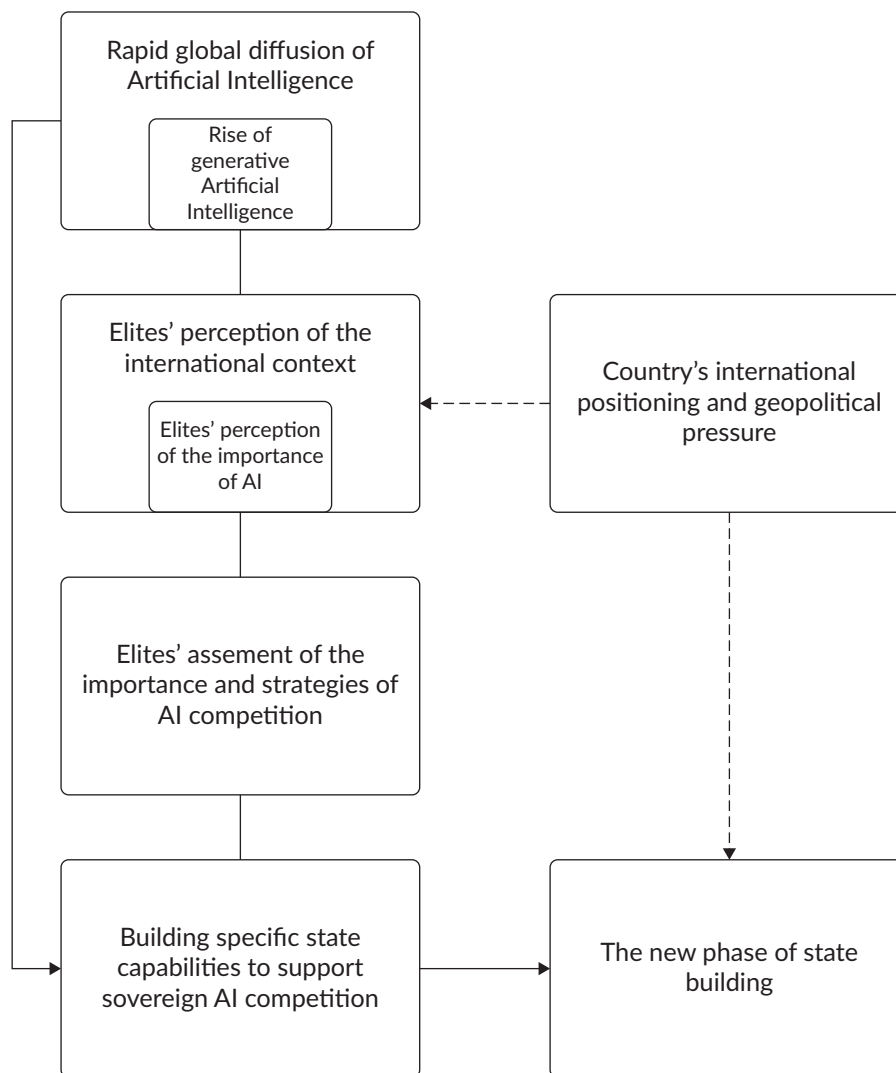 Rapid global diffusion of
Artificial Intelligence
Rise of
generative
Artificial
Intelligence
Elites’ perception of the
international context
Elites’ perception
of the importance
of AI
Country’s international
positioning and geopolitical
pressure
Elites’ assement of the
importance and strategies of
AI competition
Building specific state
capabilities to support
sovereign AI competition
The new phase of state
building